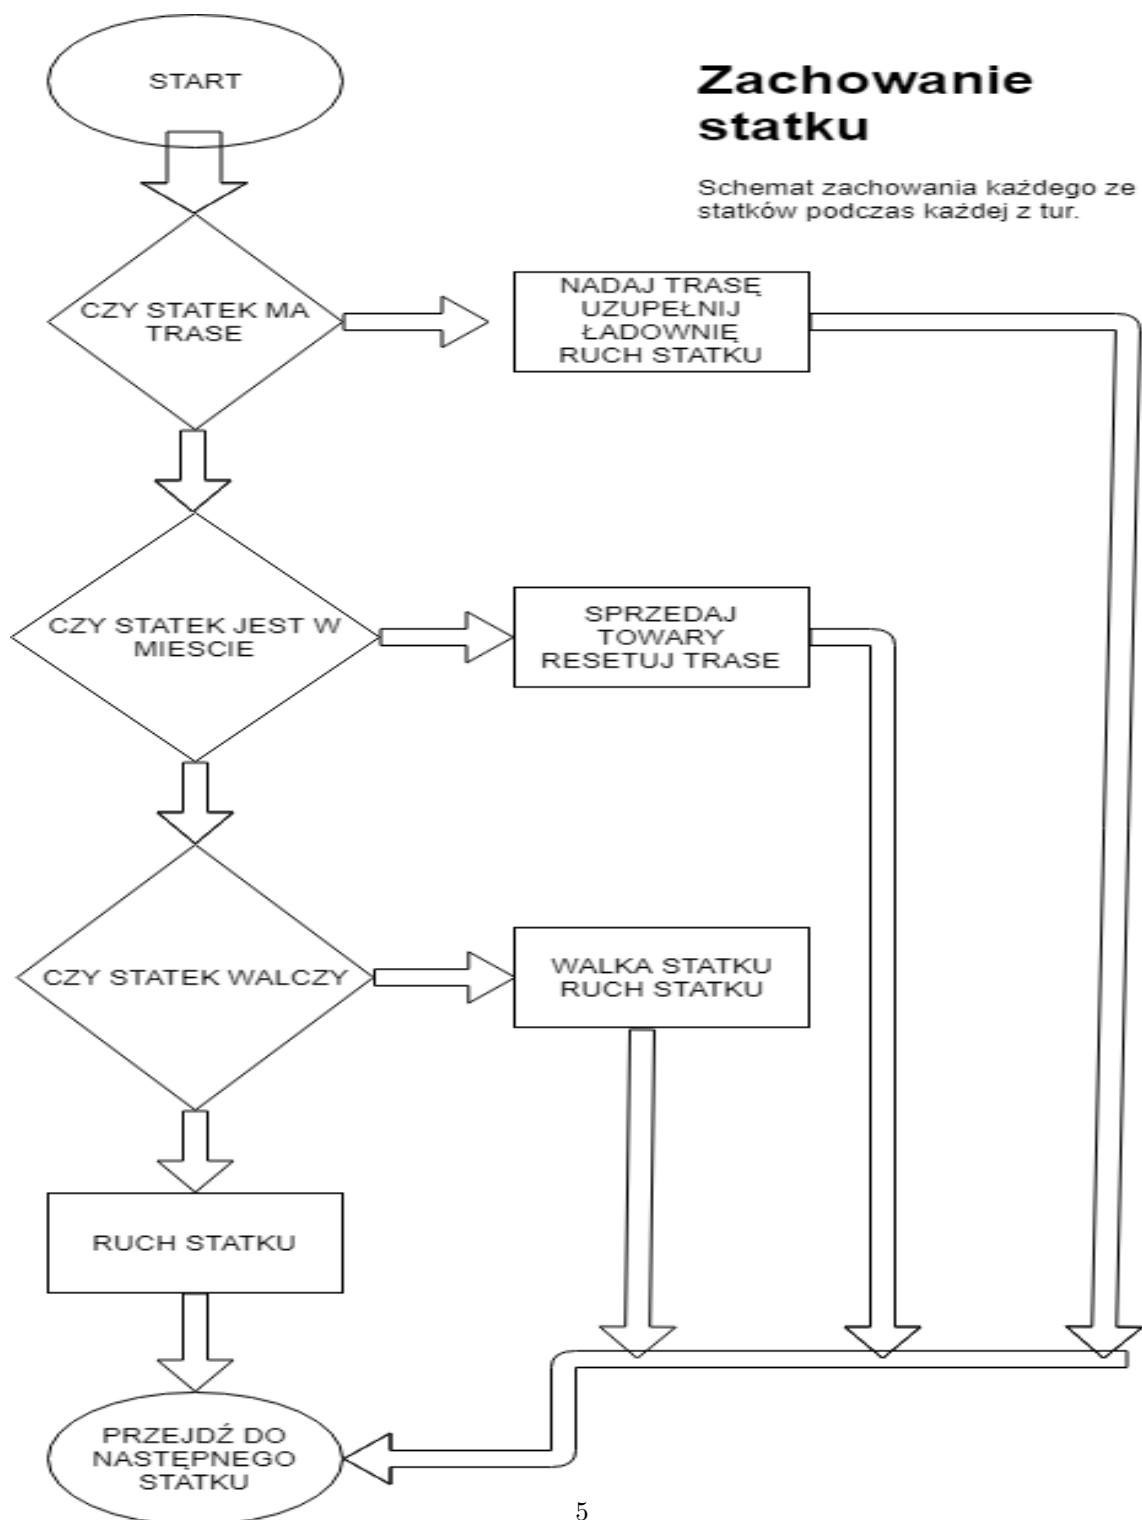 START
Zachowanie
statku
Schemat zachowania każdego ze
statków podczas każdej z tur.
CZY STATEK MA
TRASE
NADAJ TRASĘ
UZUPEŁNIJ
ŁADOWNIĘ
RUCH STATKU
CZY STATEK JEST W
MIESCIE
SPRZEDAJ
TOWARY
RESETUJ TRASE
CZY STATEK WALCZY
WALKA STATKU
RUCH STATKU
RUCH STATKU
PRZEJDŹ DO
NASTĘPNEGO
STATKU
5